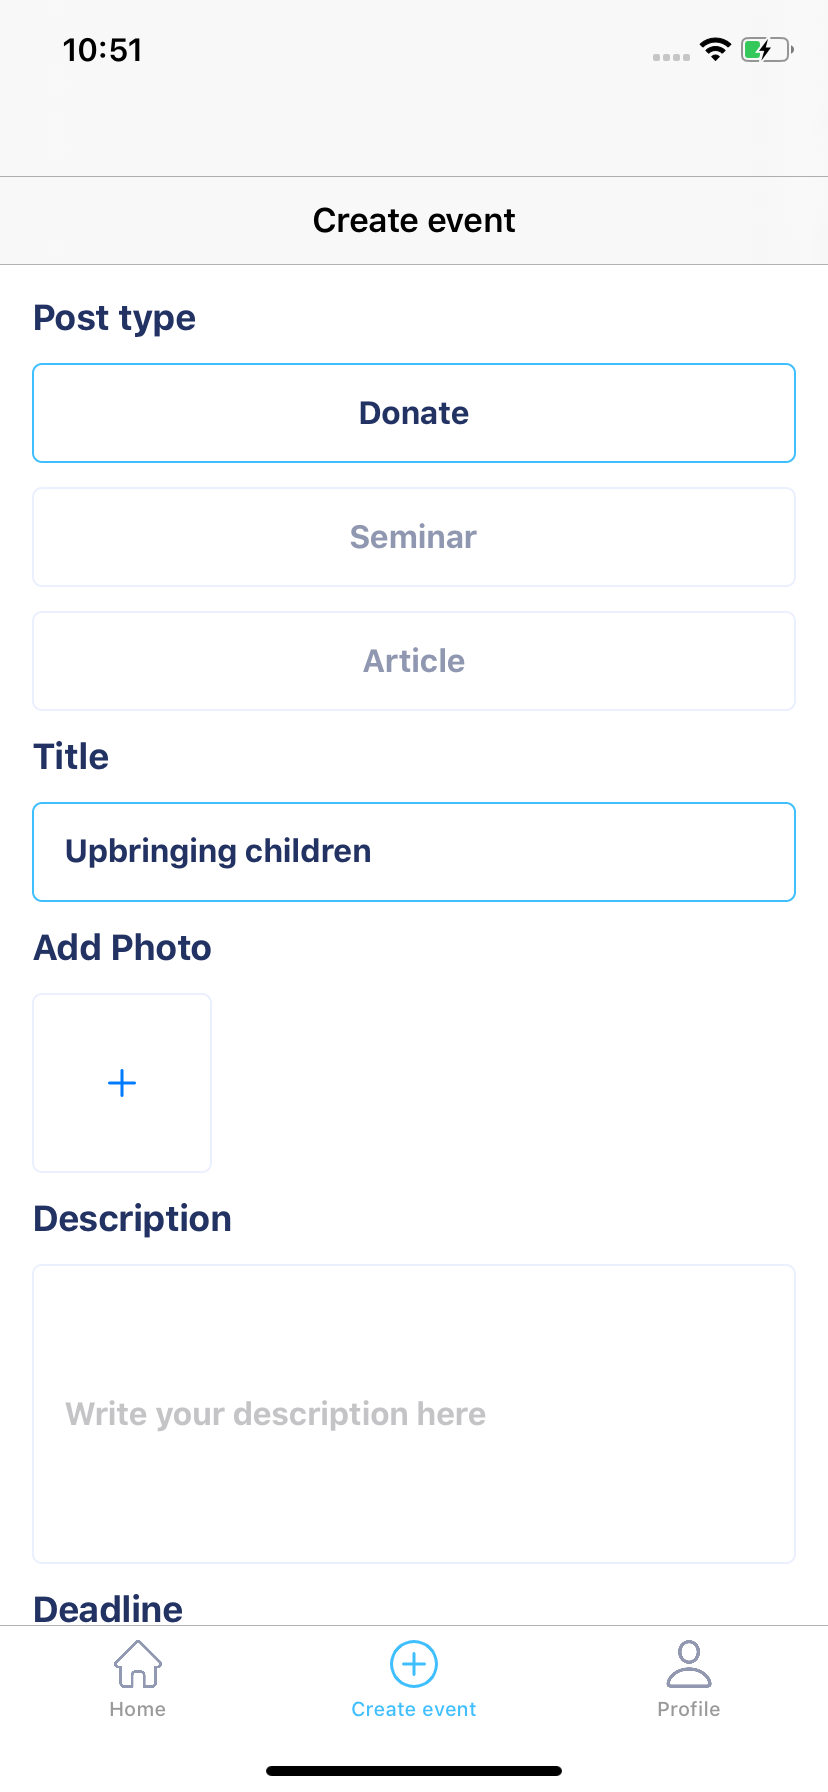 10:51
Create event
Post type
Donate
Seminar
Article
Title
Upbringing children
Add Photo
Description
Write your description here
Deadline
Home
Create event
Profile